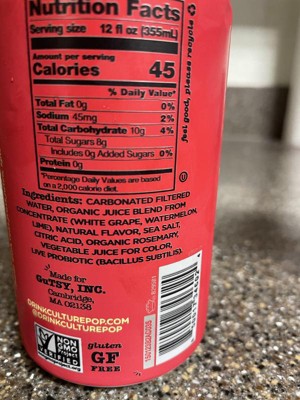 Nutrition Facts
Serving size 12 fl oz (355mL)
Amount per serving
Calories 45
% Daily Value*
Total Fat 0g 0%
Sodium 45mg 2%
Total Carbohydrate 10g 4%
Total Sugars 8g
Includes 0g Added Sugars 0%
Protein 0g
*Percentage Daily Values are based
on a 2,000 calorie diet.
feel good, please recycle
Ingredients: CARBONATED FILTERED
WATER, ORGANIC JUICE BLEND FROM
CONCENTRATE (WHITE GRAPE, WATERMELON,
LIME), NATURAL FLAVOR, SEA SALT,
CITRIC ACID, ORGANIC ROSEMARY,
VEGETABLE JUICE FOR COLOR,
LIVE PROBIOTIC (BACILLUS SUBTILIS).
Made for
GuTSY, INC.
Cambridge,
MA 02138
DRINKCULTUREPOP.COM
@DRINKCULTUREPOP
NON
GMO
Project
VERIFIED
gluten
GF
FREE